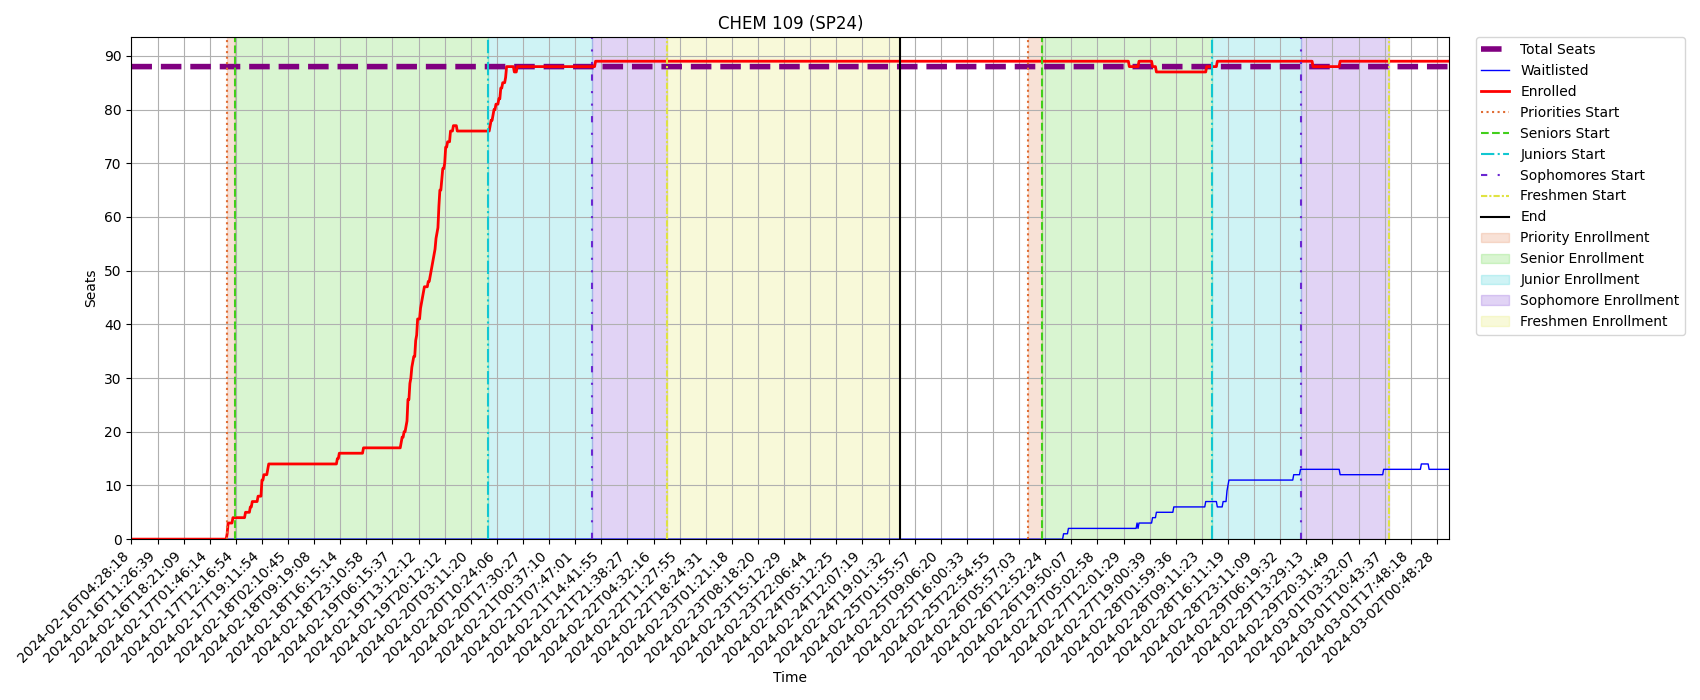 CHEM 109 (SP24)
Seats
90
80
70
60
50
40
30
20
10
0
2024-02-16T04:28:18
2024-02-16T11:26:39
2024-02-16T18:21:09
2024-02-17T01:46:14
2024-02-17T12:16:54
2024-02-17T19:11:54
2024-02-18T02:10:45
2024-02-18T09:19:08
2024-02-18T16:15:14
2024-02-18T23:10:58
2024-02-19T06:15:37
2024-02-19T13:12:12
2024-02-19T20:12:12
2024-02-20T03:11:20
2024-02-20T10:24:06
2024-02-20T17:30:27
2024-02-21T00:37:10
2024-02-21T07:47:01
2024-02-21T14:41:55
2024-02-21T21:38:27
2024-02-22T04:32:16
2024-02-22T11:27:55
2024-02-22T18:24:31
2024-02-23T01:21:18
2024-02-23T08:18:20
2024-02-23T15:12:29
2024-02-23T22:06:44
2024-02-24T05:12:25
2024-02-24T12:07:19
2024-02-24T19:01:32
2024-02-25T01:55:57
2024-02-25T09:06:20
2024-02-25T16:00:33
2024-02-25T22:54:55
2024-02-26T05:57:03
2024-02-26T12:52:24
2024-02-26T19:50:07
2024-02-27T05:02:58
2024-02-27T12:01:29
2024-02-27T19:00:39
2024-02-28T01:59:36
2024-02-28T09:11:23
2024-02-28T16:11:19
2024-02-28T23:11:09
2024-02-29T06:19:32
2024-02-29T13:29:13
2024-02-29T20:31:49
2024-03-01T03:32:07
2024-03-01T10:43:37
2024-03-01T17:48:18
2024-03-02T00:48:28
Time
Total Seats
Waitlisted
Enrolled
Priorities Start
Seniors Start
Juniors Start
Sophomores Start
Freshmen Start
End
Priority Enrollment
Senior Enrollment
Junior Enrollment
Sophomore Enrollment
Freshmen Enrollment